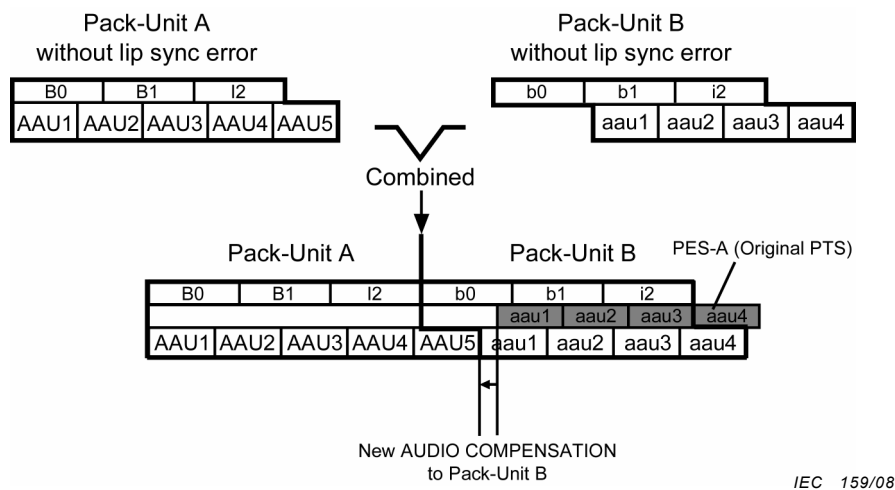 Pack-Unit A
without lip sync error
B0 B1 I2
AAU1 AAU2 AAU3 AAU4 AAU5
Pack-Unit B
without lip sync error
b0 b1 i2
aau1 aau2 aau3 aau4
Combined
Pack-Unit A Pack-Unit B PES-A (Original PTS)
B0 B1 I2 b0 b1 i2
aau1 aau2 aau3 aau4
AAU1 AAU2 AAU3 AAU4 AAU5 aau1 aau2 aau3 aau4
New AUDIO COMPENSATION
to Pack-Unit B
IEC 159/08